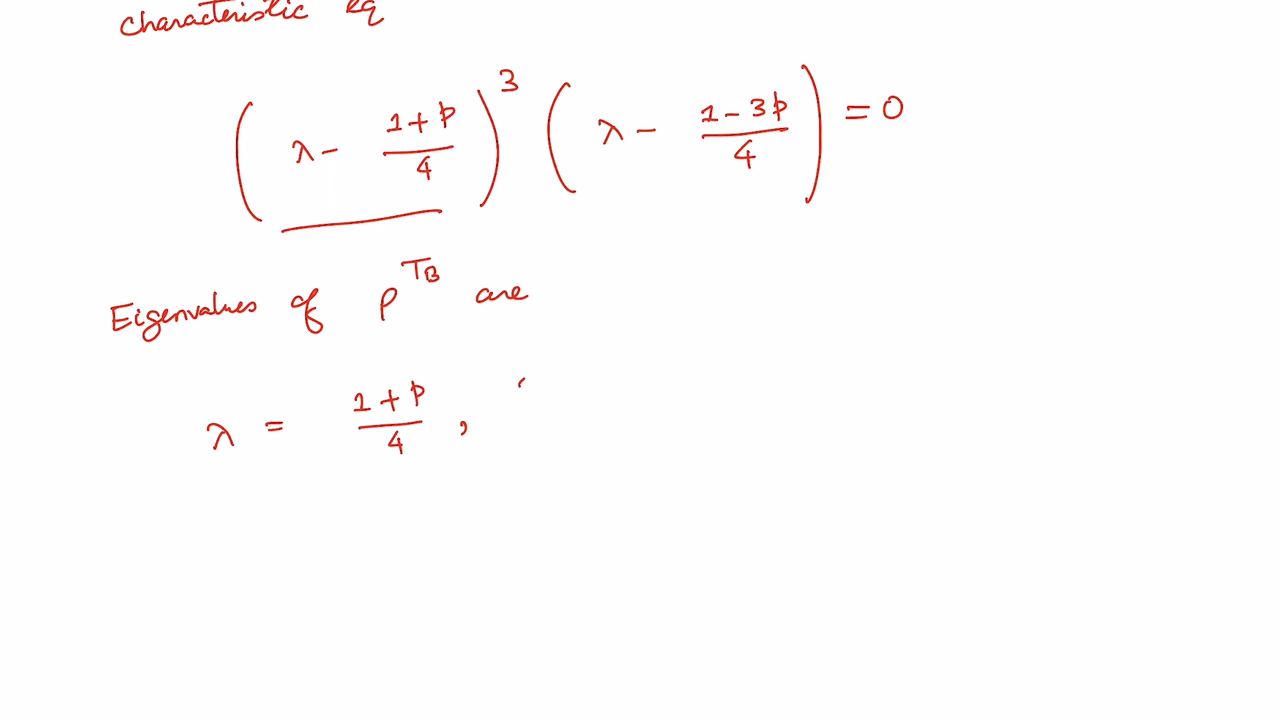 characteristic eq
(λ - (1+p)/4)^3 (λ - (1-3p)/4) = 0
Eigenvalues of ρ^{T_B} are
λ = (1+p)/4 ,